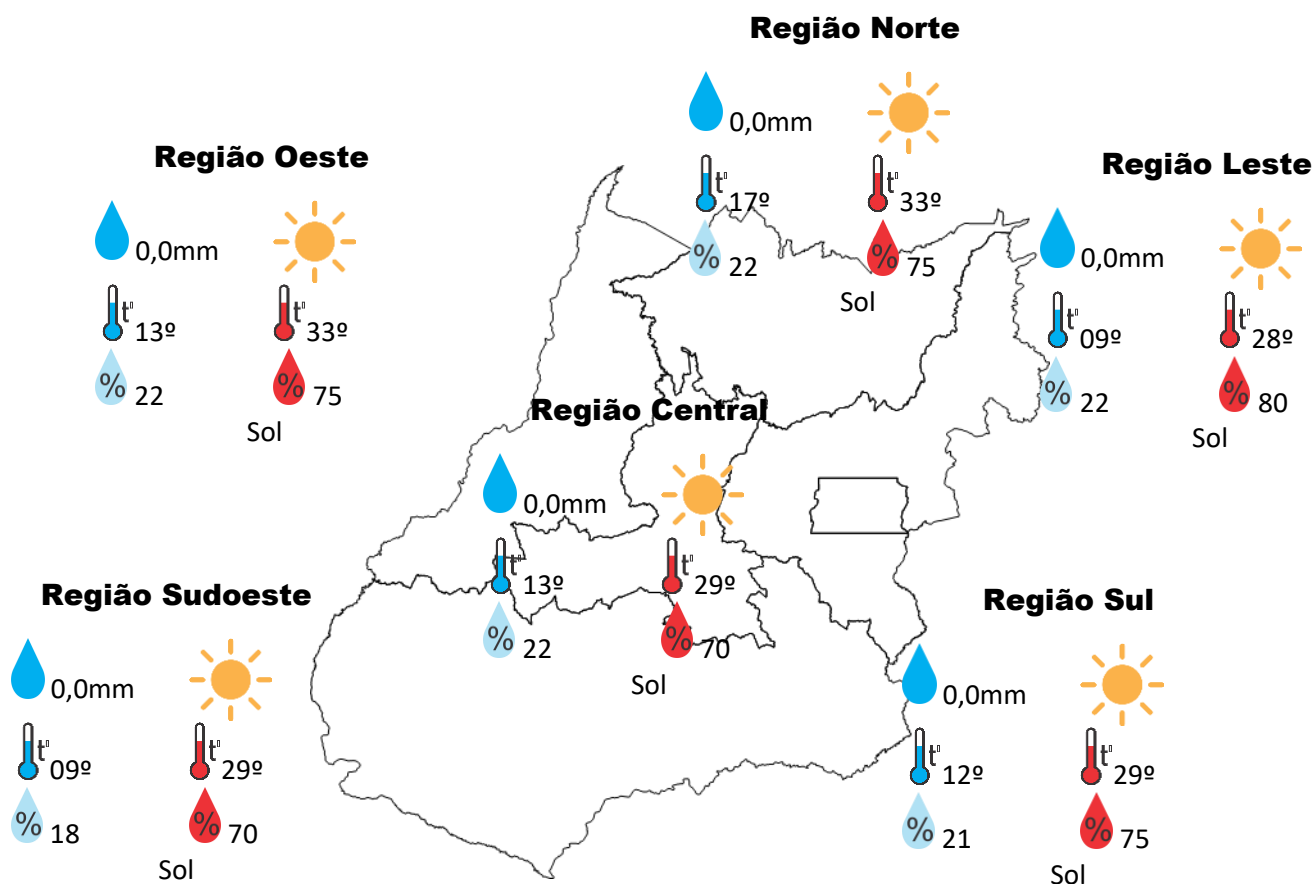 Região Norte
0,0mm
t°
17º
t°
33º
%
22
%
75
Sol
Região Oeste
0,0mm
t°
13º
t°
33º
%
22
%
75
Sol
Região Leste
0,0mm
t°
09º
t°
28º
%
22
%
80
Sol
Região Central
0,0mm
t°
13º
t°
29º
%
22
%
70
Sol
Região Sudoeste
0,0mm
t°
09º
t°
29º
%
18
%
70
Sol
Região Sul
0,0mm
t°
12º
t°
29º
%
21
%
75
Sol